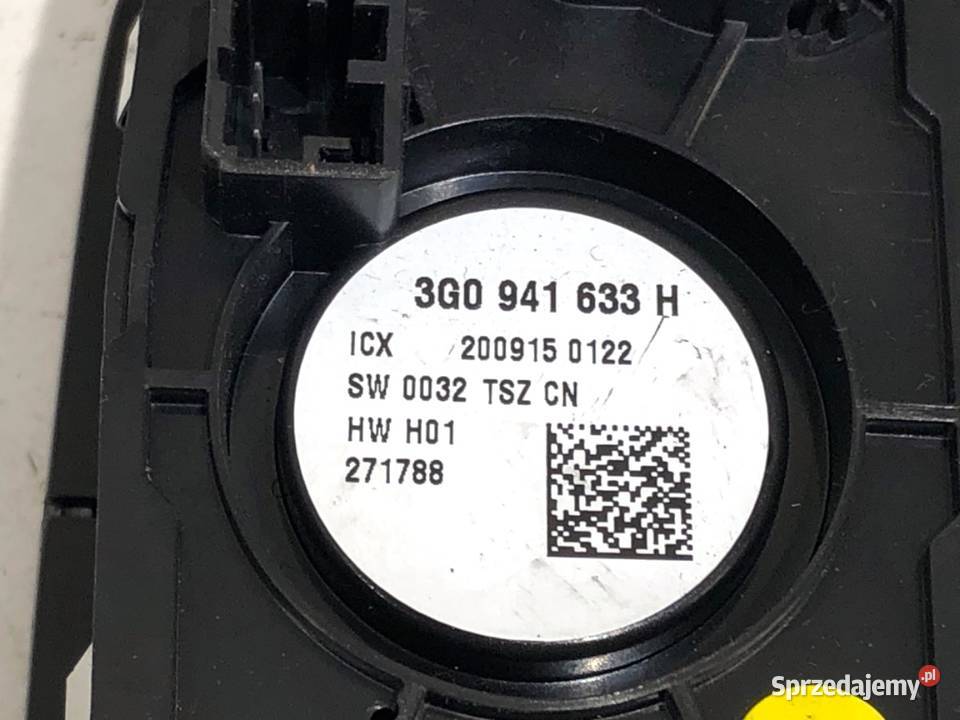 3G0 941 633 H
ICX 200915 0122
SW 0032 TSZ CN
HW H01
271788
Sprzedajemy.pl